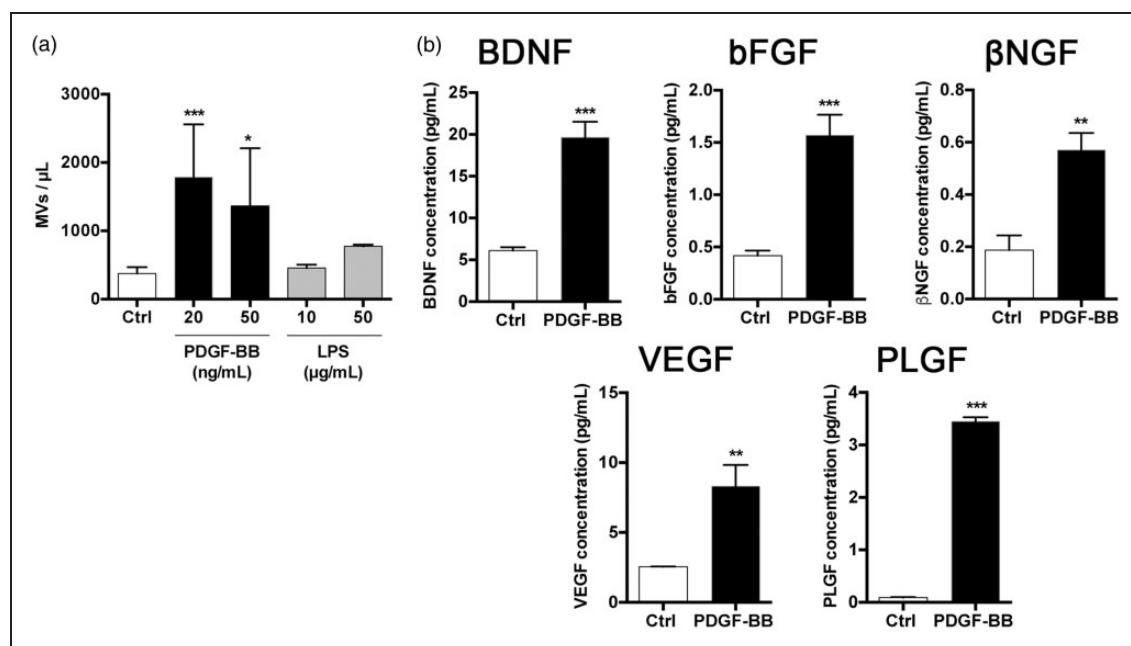 (a)
3000
2000
1000
0
MVs / µL
***
*
Ctrl 20 50 10 50
PDGF-BB LPS
(ng/mL) (µg/mL)
(b)
BDNF
25
20
15
10
5
0
BDNF concentration (pg/mL)
***
Ctrl PDGF-BB
bFGF
2.0
1.5
1.0
0.5
0.0
bFGF concentration (pg/mL)
***
Ctrl PDGF-BB
βNGF
0.8
0.6
0.4
0.2
0.0
βNGF concentration (pg/mL)
**
Ctrl PDGF-BB
VEGF
15
10
5
0
VEGF concentration (pg/mL)
**
Ctrl PDGF-BB
PLGF
4
3
2
1
0
PLGF concentration (pg/mL)
***
Ctrl PDGF-BB